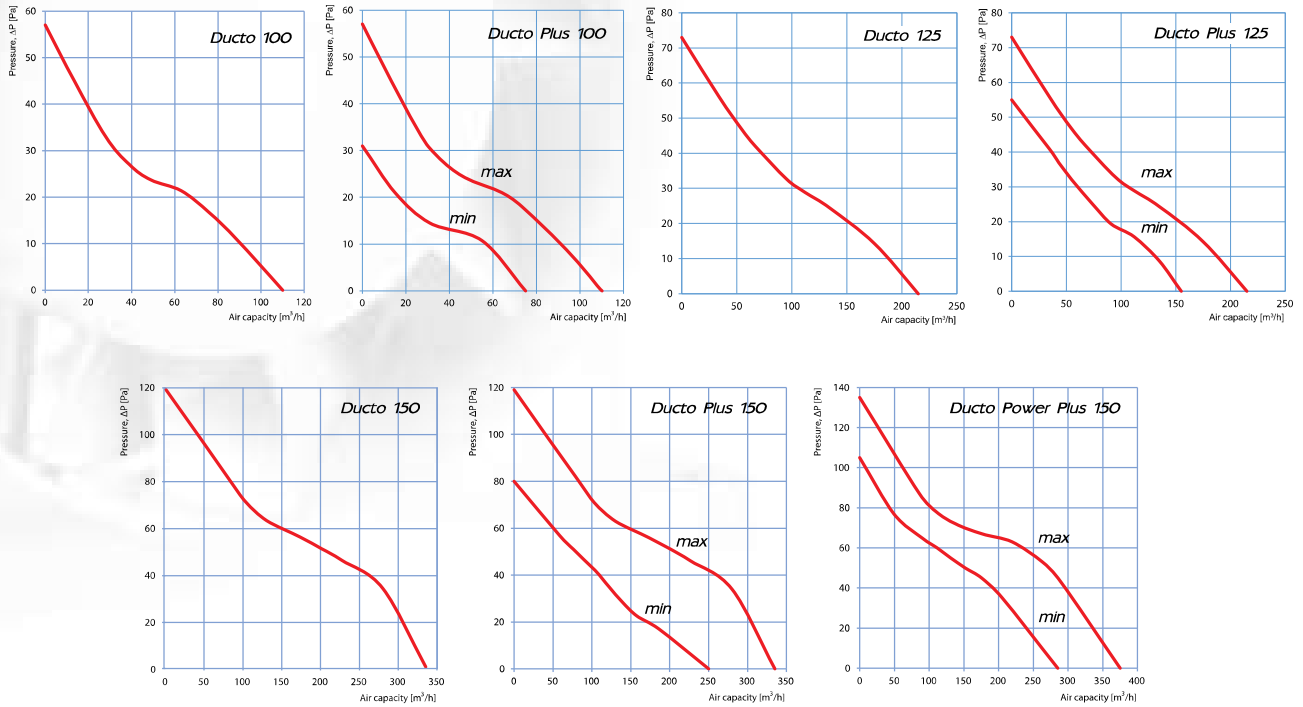 Pressure, ΔP [Pa]
Ducto 100
60
50
40
30
20
10
0
0 20 40 60 80 100 120
Air capacity [m³/h]
Pressure, ΔP [Pa]
Ducto Plus 100
60
50
40
30
20
10
0
max
min
0 20 40 60 80 100 120
Air capacity [m³/h]
Pressure, ΔP [Pa]
Ducto 125
80
70
60
50
40
30
20
10
0
0 50 100 150 200 250
Air capacity [m³/h]
Pressure, ΔP [Pa]
Ducto Plus 125
80
70
60
50
40
30
20
10
0
max
min
0 50 100 150 200 250
Air capacity [m³/h]
Pressure, ΔP [Pa]
Ducto 150
120
100
80
60
40
20
0
0 50 100 150 200 250 300 350
Air capacity [m³/h]
Pressure, ΔP [Pa]
Ducto Plus 150
120
100
80
60
40
20
0
max
min
0 50 100 150 200 250 300 350
Air capacity [m³/h]
Pressure, ΔP [Pa]
Ducto Power Plus 150
140
120
100
80
60
40
20
0
max
min
0 50 100 150 200 250 300 350 400
Air capacity [m³/h]